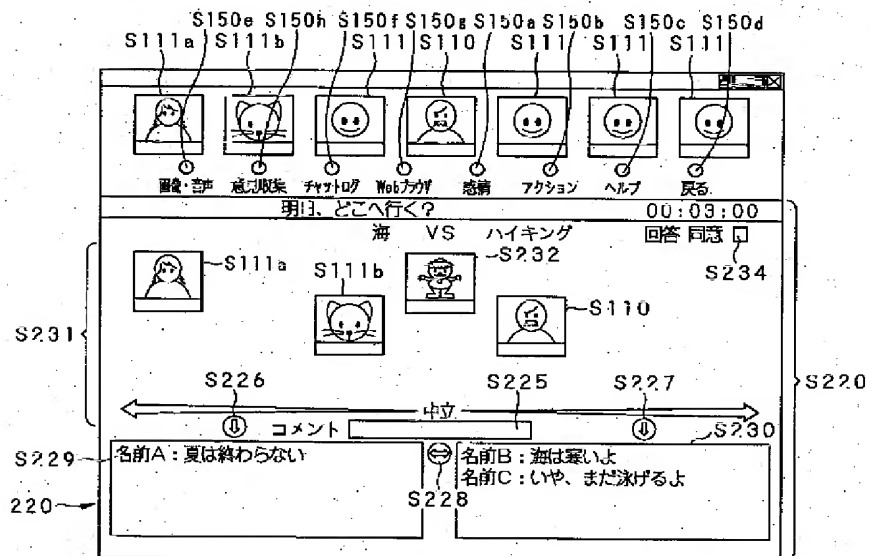 S150e S150h S150f S150g S150a S150b S150c S150d
S111a S111b S111 S110 S111 S111 S111
画像・音声 意見収集 チャットログ Webブラウザ 感情 アクション ヘルプ 戻る
明日、どこへ行く? 00:03:00
海 VS ハイキング 回答 同意
S234
S111a S111b S232
S110
S231
S220
S226 S225 S227
中立
コメント
S230
S229
名前A:夏は終わらない
名前B:海は寒いよ
名前C:いや、まだ泳げるよ
S228
220